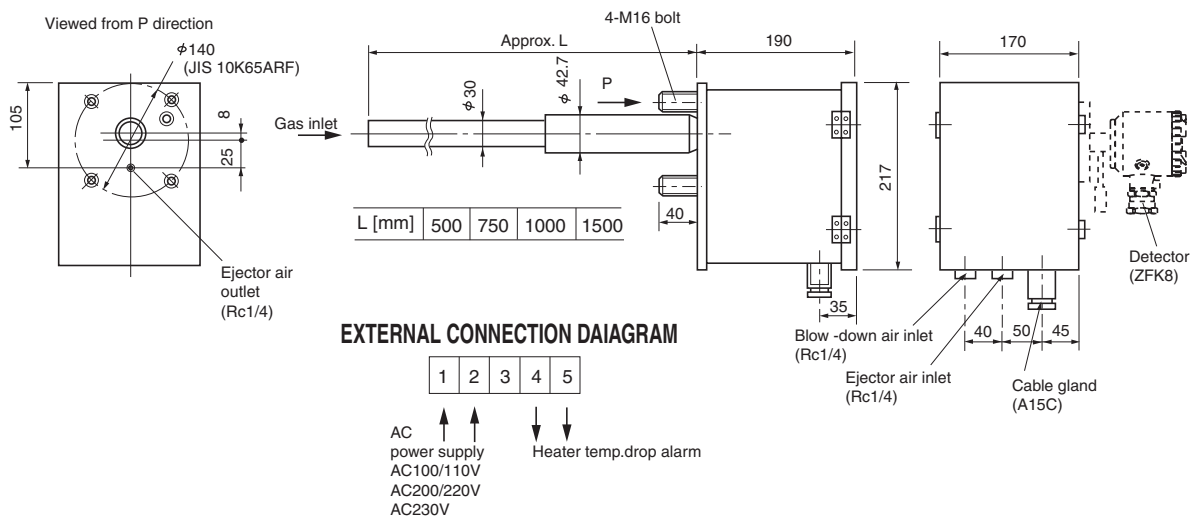 Viewed from P direction
φ140
(JIS 10K65ARF)
105
8
25
Ejector air
outlet
(Rc1/4)
Gas inlet
Approx. L
4-M16 bolt
190
φ 30
φ 42.7
P
40
35
L [mm] 500 750 1000 1500
170
217
Detector
(ZFK8)
40 50 45
Blow -down air inlet
(Rc1/4)
Ejector air inlet
(Rc1/4)
Cable gland
(A15C)
EXTERNAL CONNECTION DAIAGRAM
1 2 3 4 5
AC
power supply
AC100/110V
AC200/220V
AC230V
Heater temp.drop alarm